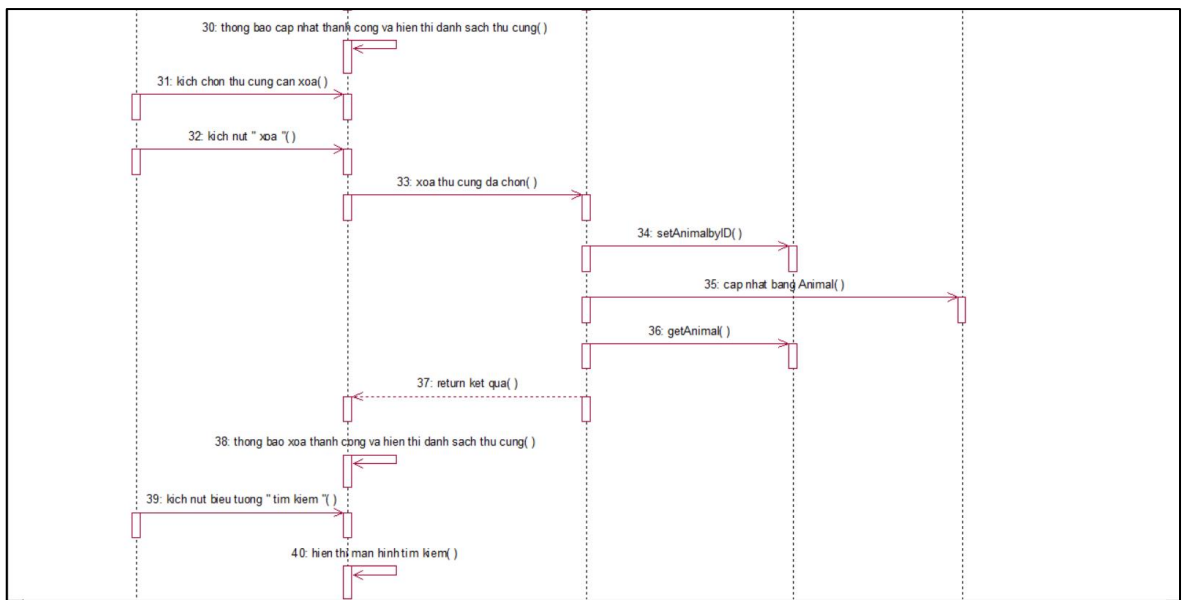 30: thong bao cap nhat thanh cong va hien thi danh sach thu cung( )
31: kich chon thu cung can xoa( )
32: kich nut " xoa "( )
33: xoa thu cung da chon( )
34: setAnimalbyID( )
35: cap nhat bang Animal( )
36: getAnimal( )
37: return ket qua( )
38: thong bao xoa thanh cong va hien thi danh sach thu cung( )
39: kich nut bieu tuong " tim kiem "( )
40: hien thi man hinh tim kiem( )